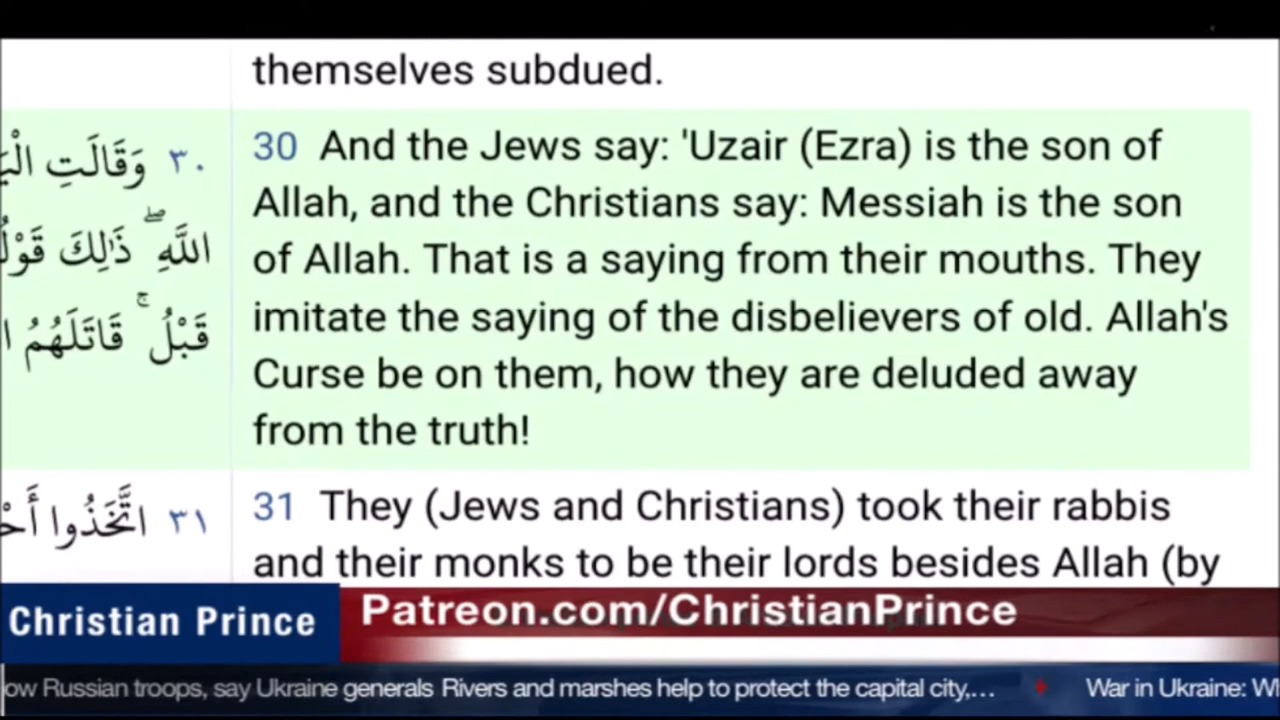 themselves subdued.
٣٠ وَقَالَتِ
30 And the Jews say: 'Uzair (Ezra) is the son of
Allah, and the Christians say: Messiah is the son
اللَّهِ ۖ ذَٰلِكَ
of Allah. That is a saying from their mouths. They
imitate the saying of the disbelievers of old. Allah's
قَبْلُ ۚ قَاتَلَهُمُ
Curse be on them, how they are deluded away
from the truth!
٣١ اتَّخَذُوا
31 They (Jews and Christians) took their rabbis
and their monks to be their lords besides Allah (by
Christian Prince
Patreon.com/ChristianPrince
ow Russian troops, say Ukraine generals Rivers and marshes help to protect the capital city,... War in Ukraine: Wh